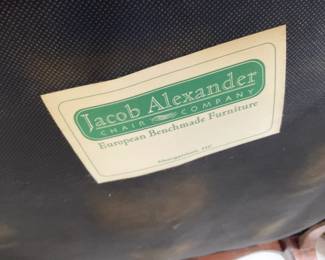 Jacob Alexander
CHAIR COMPANY
European Benchmade Furniture